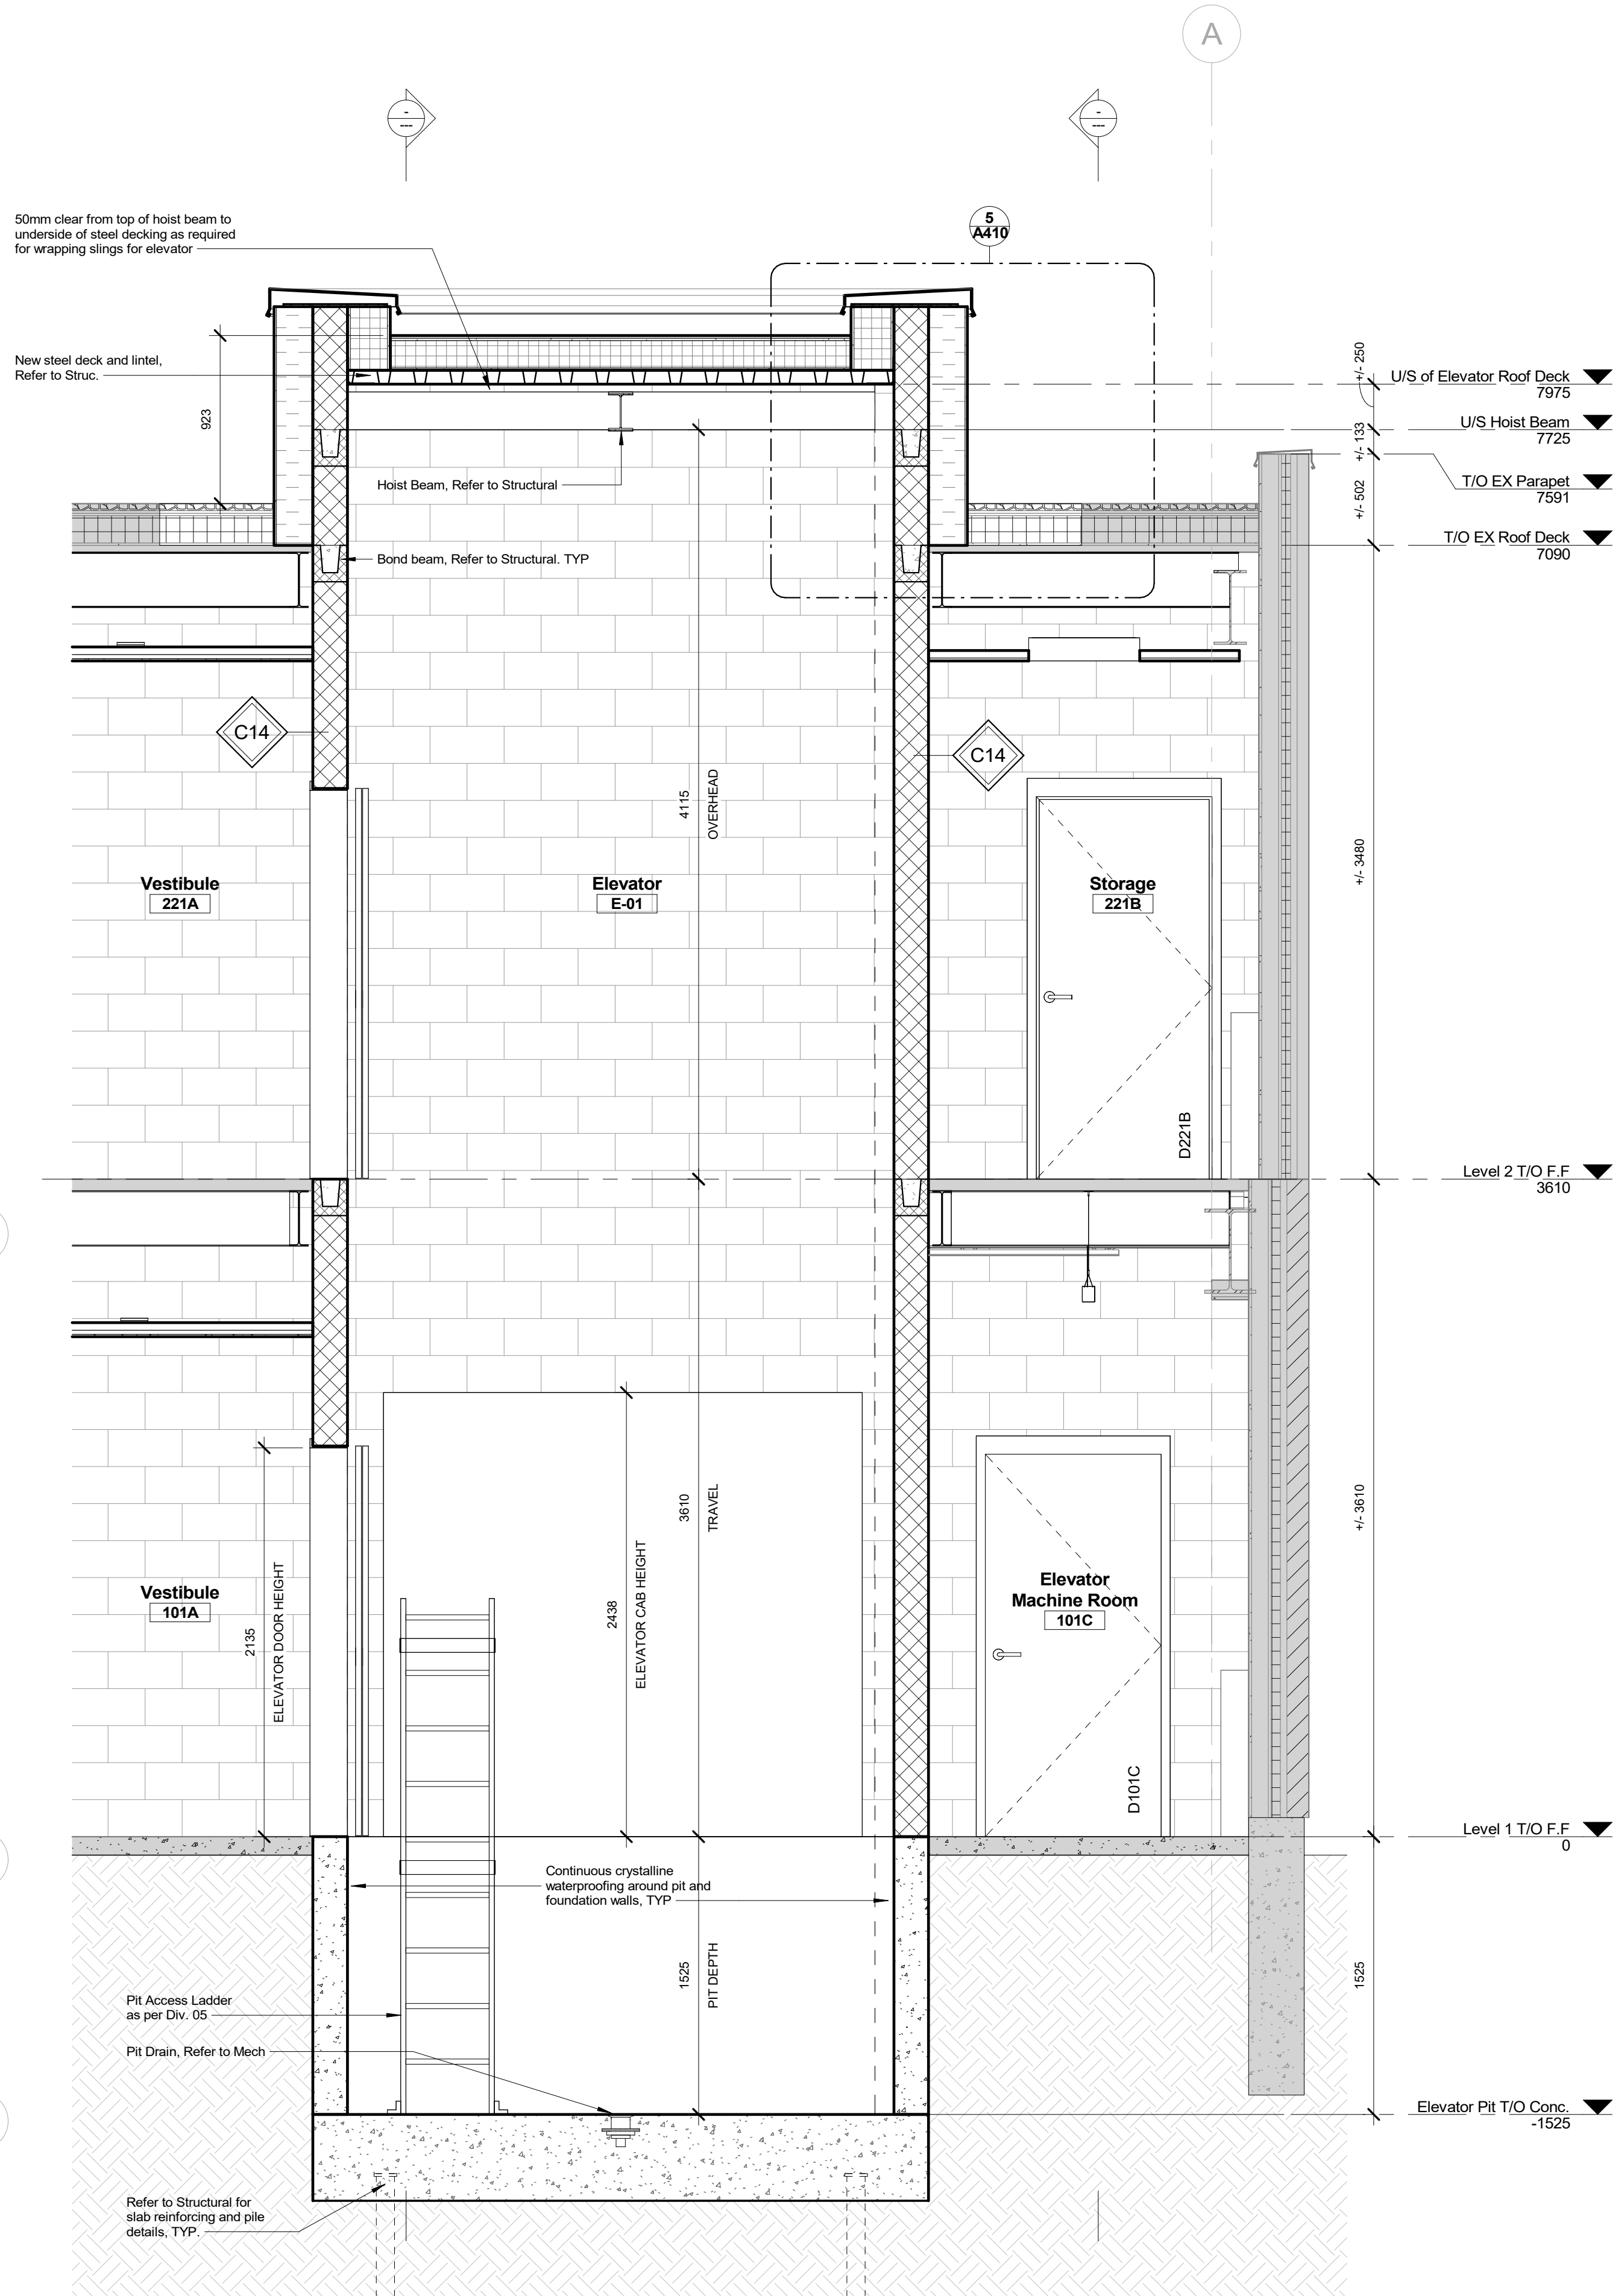 A
-
---
-
---
50mm clear from top of hoist beam to
underside of steel decking as required
for wrapping slings for elevator
5
A410
New steel deck and lintel,
Refer to Struc.
923
+/- 250
U/S of Elevator Roof Deck
7975
U/S Hoist Beam
7725
+/- 133
T/O EX Parapet
7591
+/- 502
T/O EX Roof Deck
7090
Hoist Beam, Refer to Structural
Bond beam, Refer to Structural. TYP
C14
C14
4115
OVERHEAD
+/- 3480
Vestibule
221A
Elevator
E-01
Storage
221B
D221B
Level 2 T/O F.F
3610
3610
TRAVEL
+/- 3610
2438
ELEVATOR CAB HEIGHT
2135
ELEVATOR DOOR HEIGHT
Vestibule
101A
Elevator
Machine Room
101C
D101C
Level 1 T/O F.F
0
Continuous crystalline
waterproofing around pit and
foundation walls, TYP
1525
PIT DEPTH
1525
Pit Access Ladder
as per Div. 05
Pit Drain, Refer to Mech
Elevator Pit T/O Conc.
-1525
Refer to Structural for
slab reinforcing and pile
details, TYP.